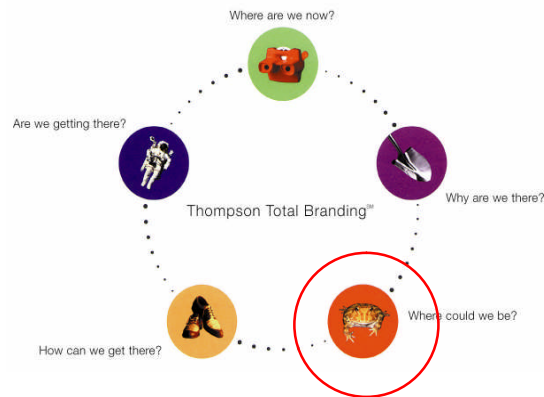 Where are we now?
Are we getting there?
Why are we there?
Thompson Total Branding℠
Where could we be?
How can we get there?